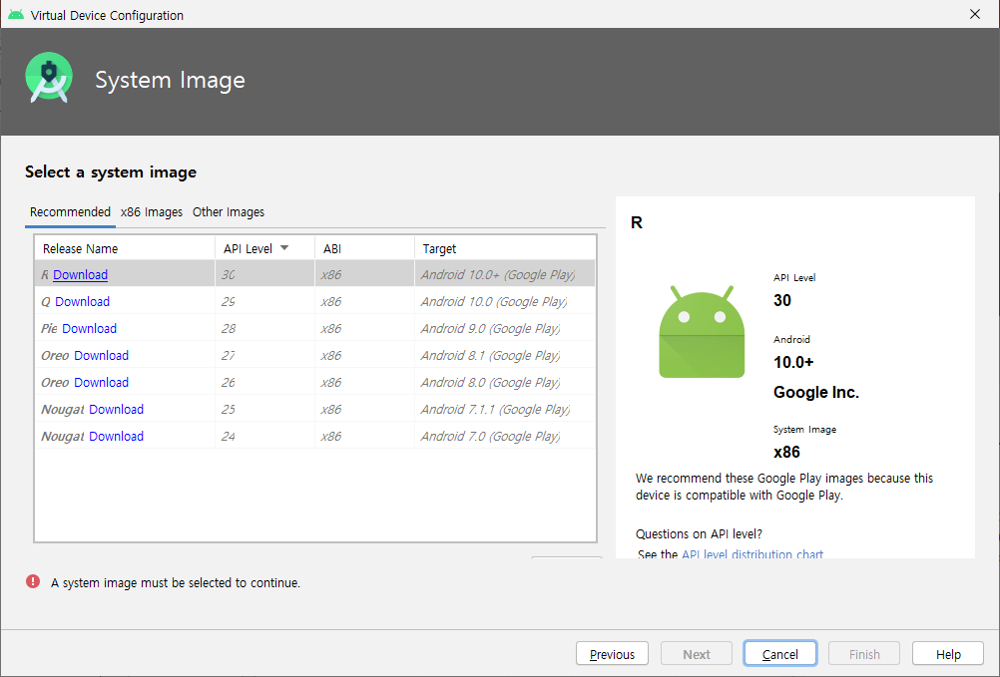 Virtual Device Configuration
System Image
Select a system image
Recommended x86 Images Other Images
Release Name API Level ABI Target
R Download 30 x86 Android 10.0+ (Google Play)
Q Download 29 x86 Android 10.0 (Google Play)
Pie Download 28 x86 Android 9.0 (Google Play)
Oreo Download 27 x86 Android 8.1 (Google Play)
Oreo Download 26 x86 Android 8.0 (Google Play)
Nougat Download 25 x86 Android 7.1.1 (Google Play)
Nougat Download 24 x86 Android 7.0 (Google Play)
R
API Level
30
Android
10.0+
Google Inc.
System Image
x86
We recommend these Google Play images because this
device is compatible with Google Play.
Questions on API level?
See the API level distribution chart
A system image must be selected to continue.
Previous Next Cancel Finish Help